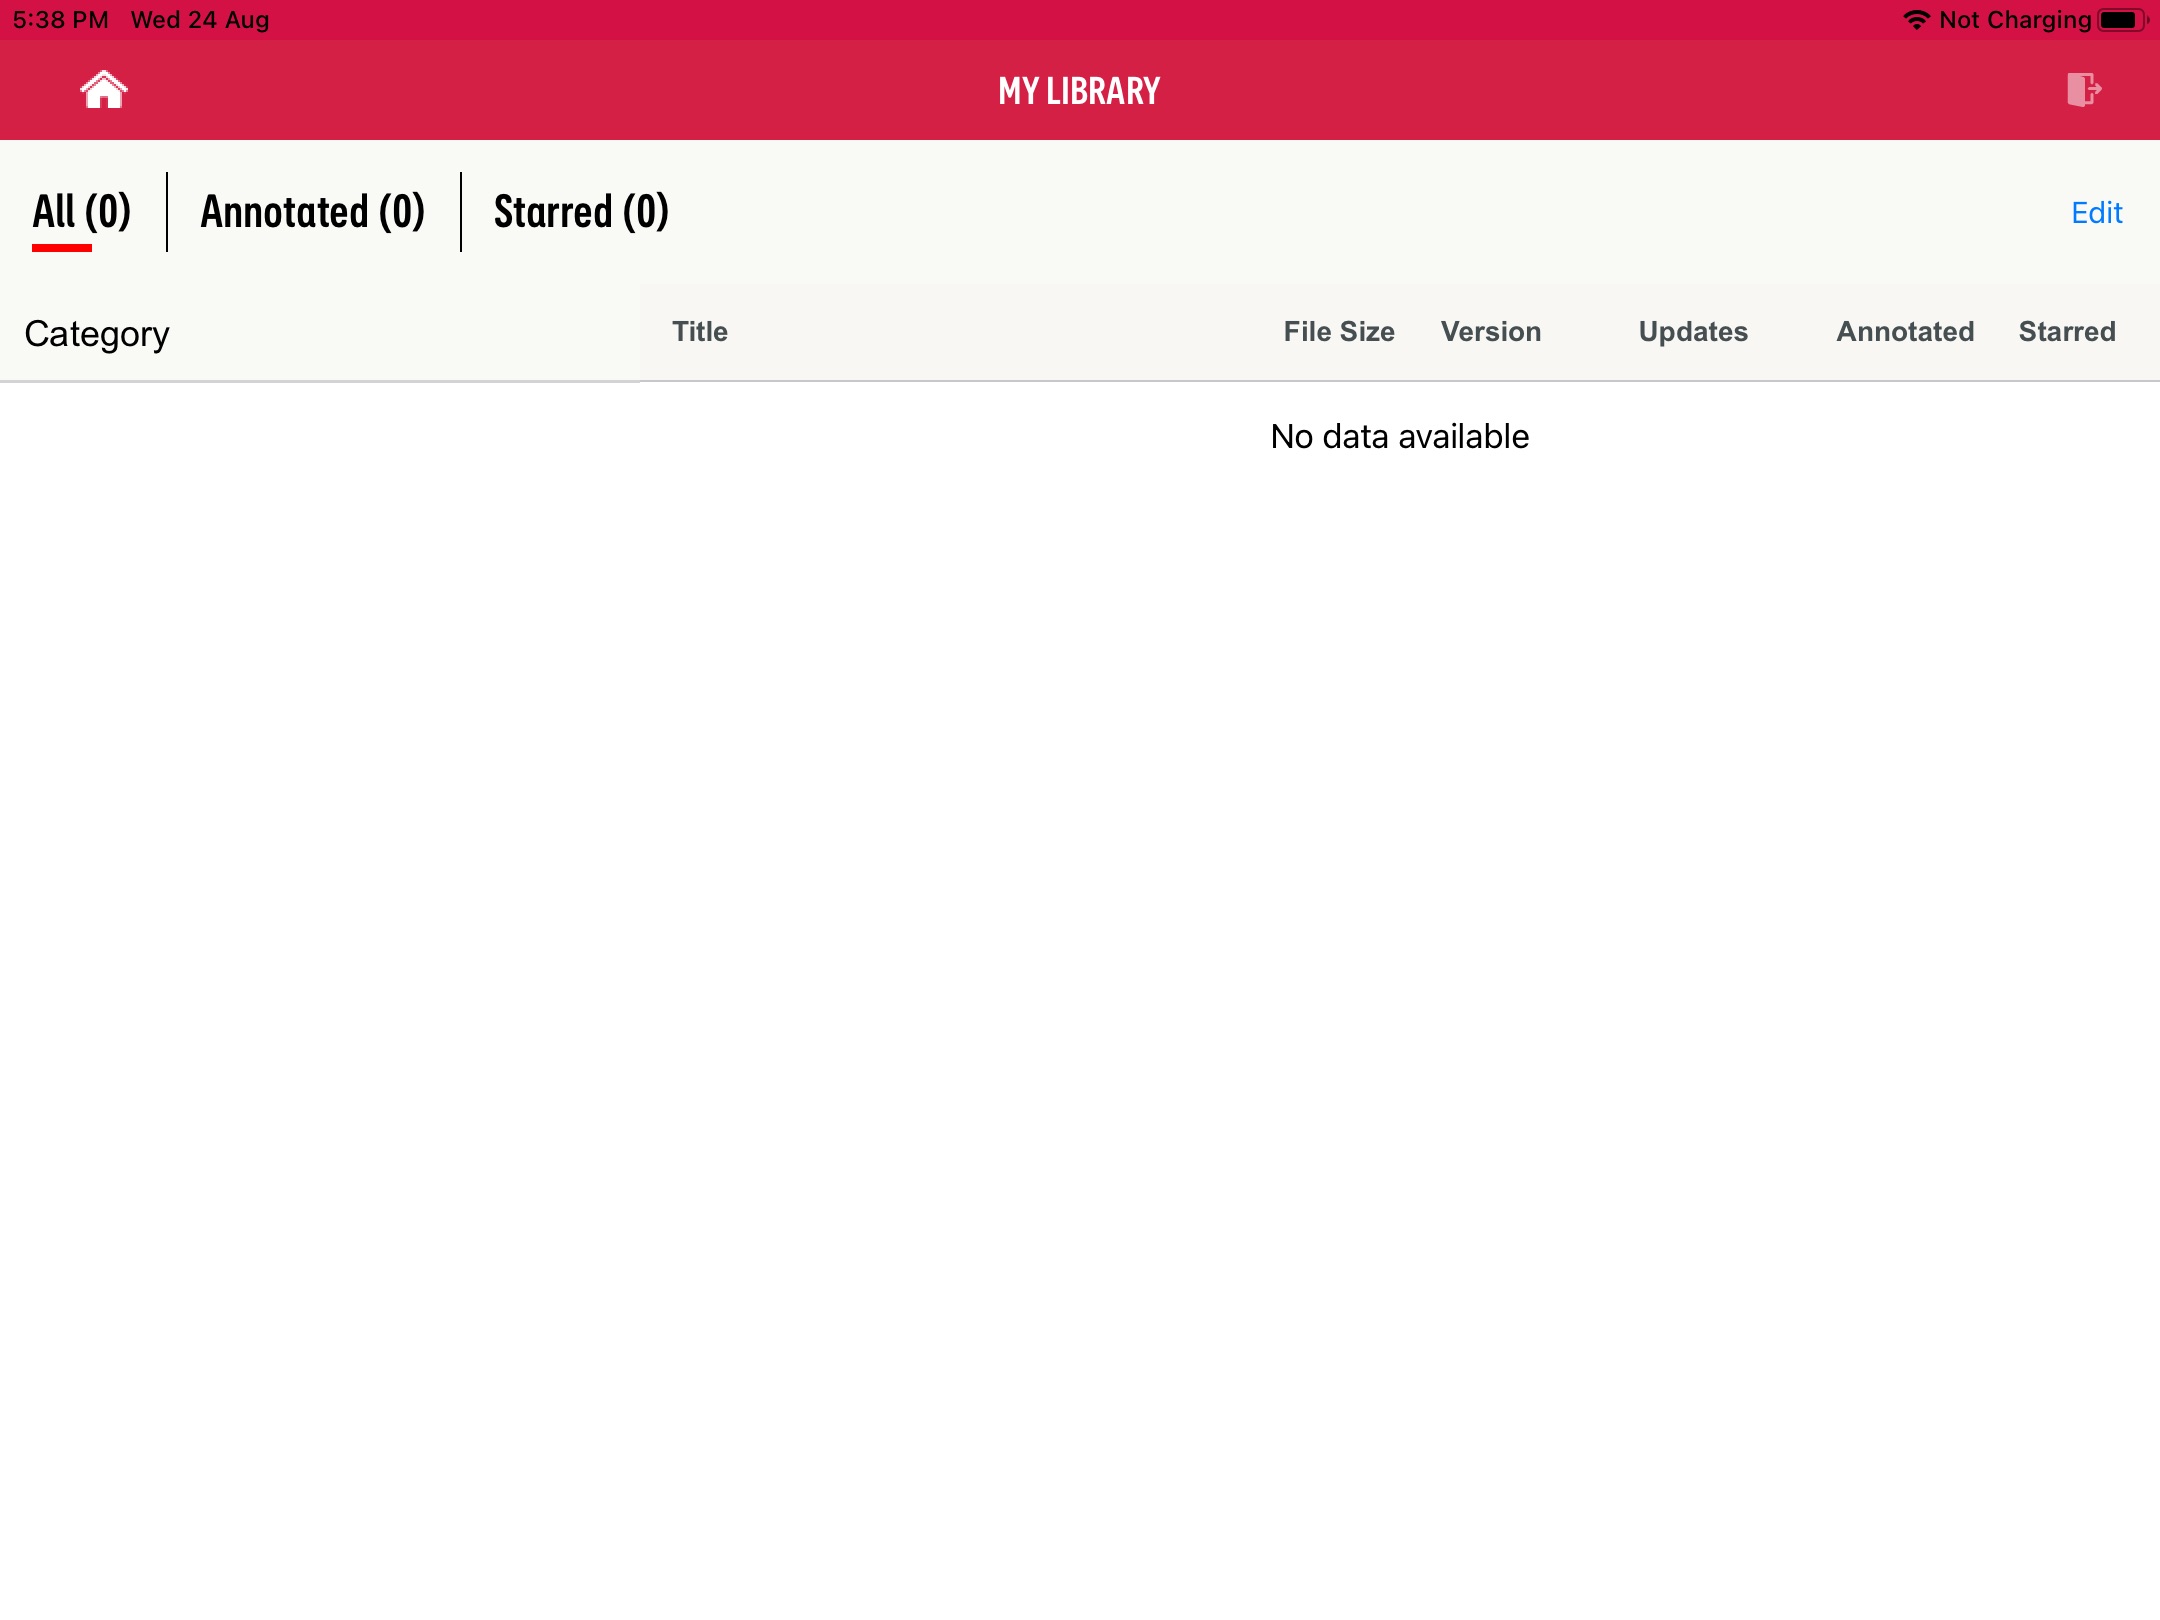 5:38 PM Wed 24 Aug Not Charging
MY LIBRARY
All (0) Annotated (0) Starred (0) Edit
Category Title File Size Version Updates Annotated Starred
No data available